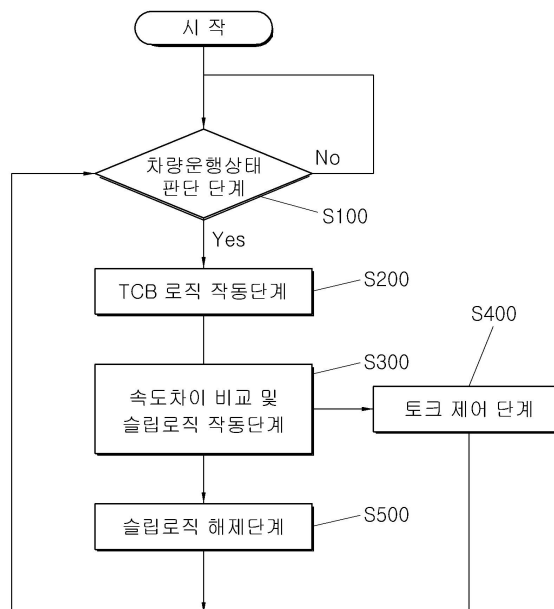 시 작
차량운행상태
판단 단계
No
S100
Yes
TCB 로직 작동단계
S200
S400
S300
속도차이 비교 및
슬립로직 작동단계
토크 제어 단계
S500
슬립로직 해제단계